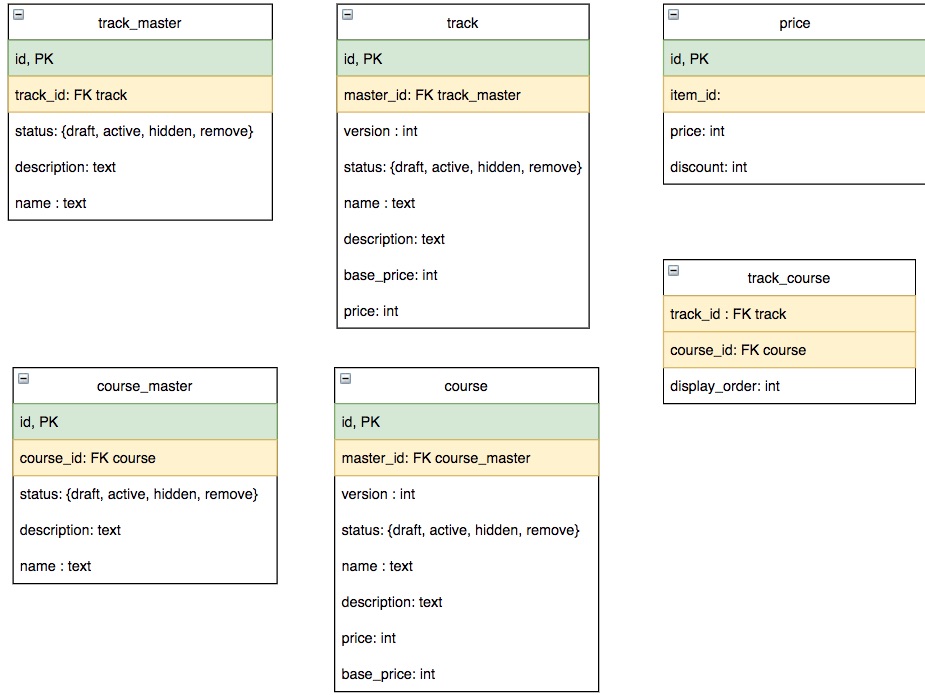 track_master
id, PK
track_id: FK track
status: {draft, active, hidden, remove}
description: text
name : text
track
id, PK
master_id: FK track_master
version : int
status: {draft, active, hidden, remove}
name : text
description: text
base_price: int
price: int
price
id, PK
item_id:
price: int
discount: int
track_course
track_id : FK track
course_id: FK course
display_order: int
course_master
id, PK
course_id: FK course
status: {draft, active, hidden, remove}
description: text
name : text
course
id, PK
master_id: FK course_master
version : int
status: {draft, active, hidden, remove}
name : text
description: text
price: int
base_price: int